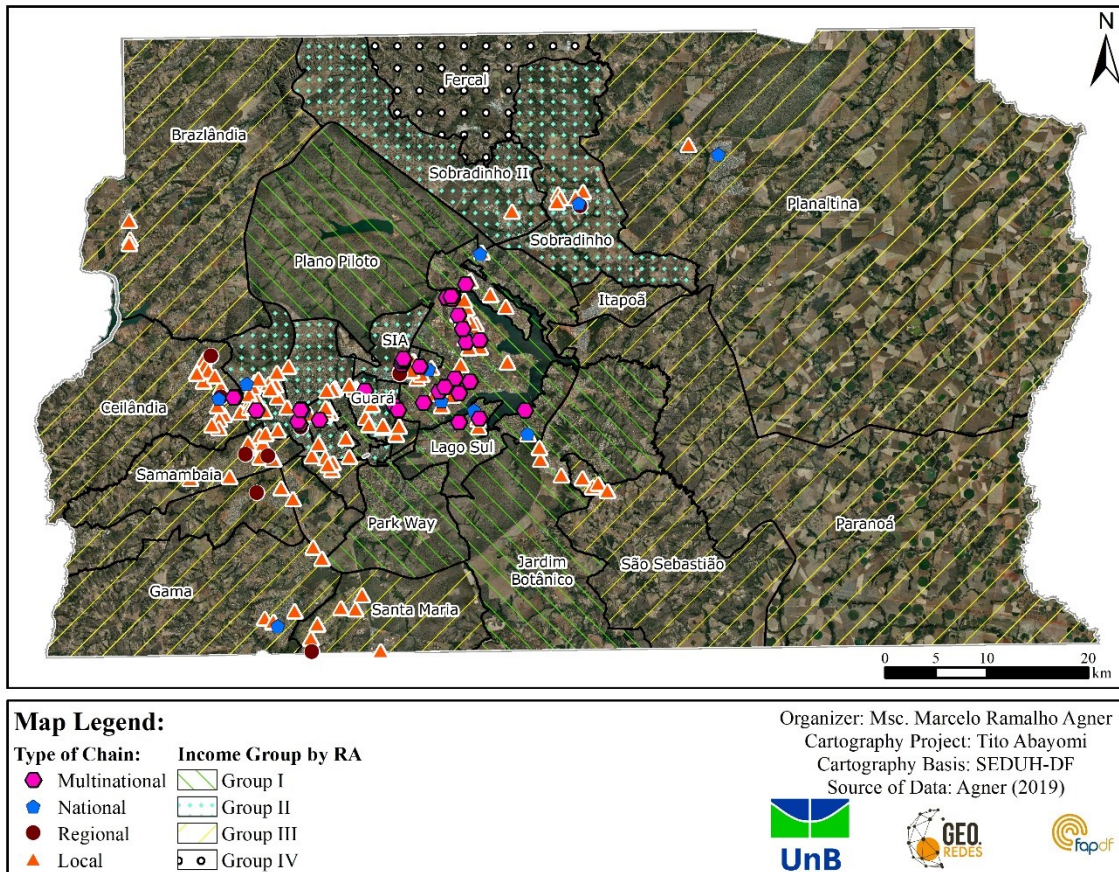 N
Fercal
Brazlândia
Sobradinho II
Planaltina
Sobradinho
Plano Piloto
Itapoã
SIA
Guará
Ceilândia
Lago Sul
Samambaia
Park Way
Paranoá
Jardim
Botânico
São Sebastião
Gama
Santa Maria
0 5 10 20
km
Map Legend:
Type of Chain:
Multinational
National
Regional
Local
Income Group by RA
Group I
Group II
Group III
Group IV
Organizer: Msc. Marcelo Ramalho Agner
Cartography Project: Tito Abayomi
Cartography Basis: SEDUH-DF
Source of Data: Agner (2019)
UnB
GEO.
REDES
fapdf